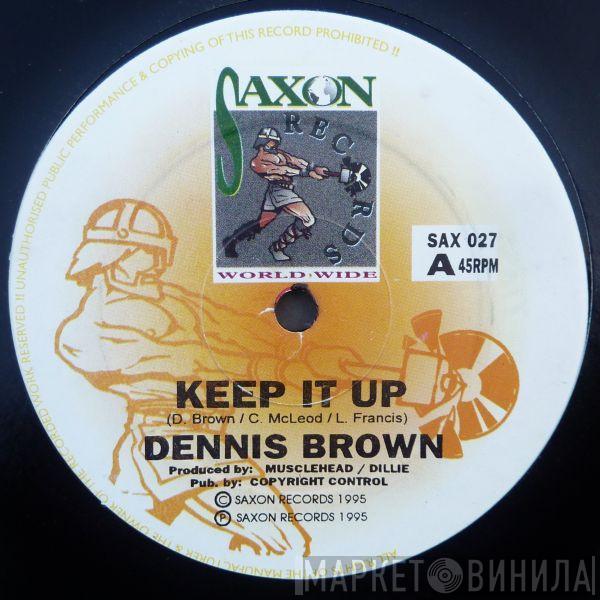 ALL RIGHTS OF THE MANUFACTURER & THE OWNER OF THE RECORDED WORK RESERVED !! UNAUTHORISED PUBLIC PERFORMANCE & COPYING OF THIS RECORD PROHIBITED !!
SAXON
RECORDS
WORLD WIDE
SAX 027
A 45RPM
KEEP IT UP
(D. Brown / C. McLeod / L. Francis)
DENNIS BROWN
Produced by: MUSCLEHEAD / DILLIE
Pub. by: COPYRIGHT CONTROL
© SAXON RECORDS 1995
℗ SAXON RECORDS 1995
МАРКЕТ ВИНИЛА